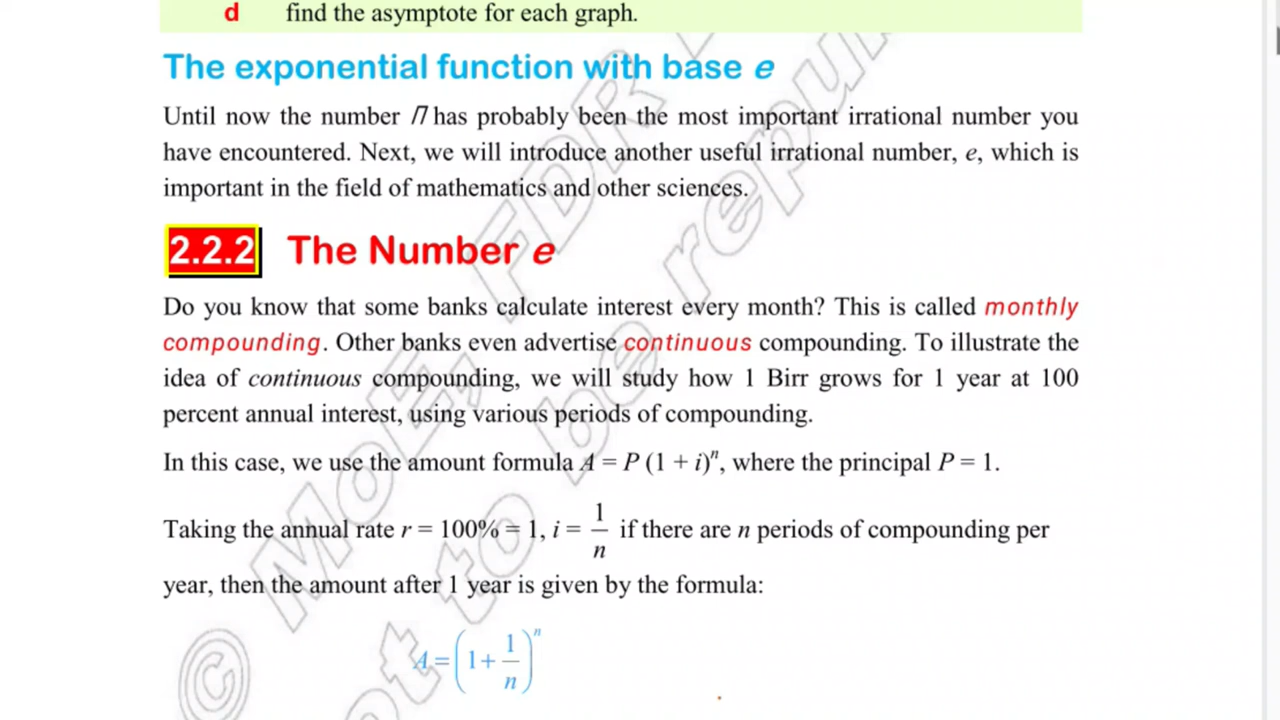 d find the asymptote for each graph.
The exponential function with base e
Until now the number Π has probably been the most important irrational number you
have encountered. Next, we will introduce another useful irrational number, e, which is
important in the field of mathematics and other sciences.
2.2.2 The Number e
Do you know that some banks calculate interest every month? This is called monthly
compounding. Other banks even advertise continuous compounding. To illustrate the
idea of continuous compounding, we will study how 1 Birr grows for 1 year at 100
percent annual interest, using various periods of compounding.
In this case, we use the amount formula A = P (1 + i)ⁿ, where the principal P = 1.
Taking the annual rate r = 100% = 1, i = 1/n if there are n periods of compounding per
year, then the amount after 1 year is given by the formula:
A = (1 + 1/n)ⁿ
© MoE, FDR
not to be repu